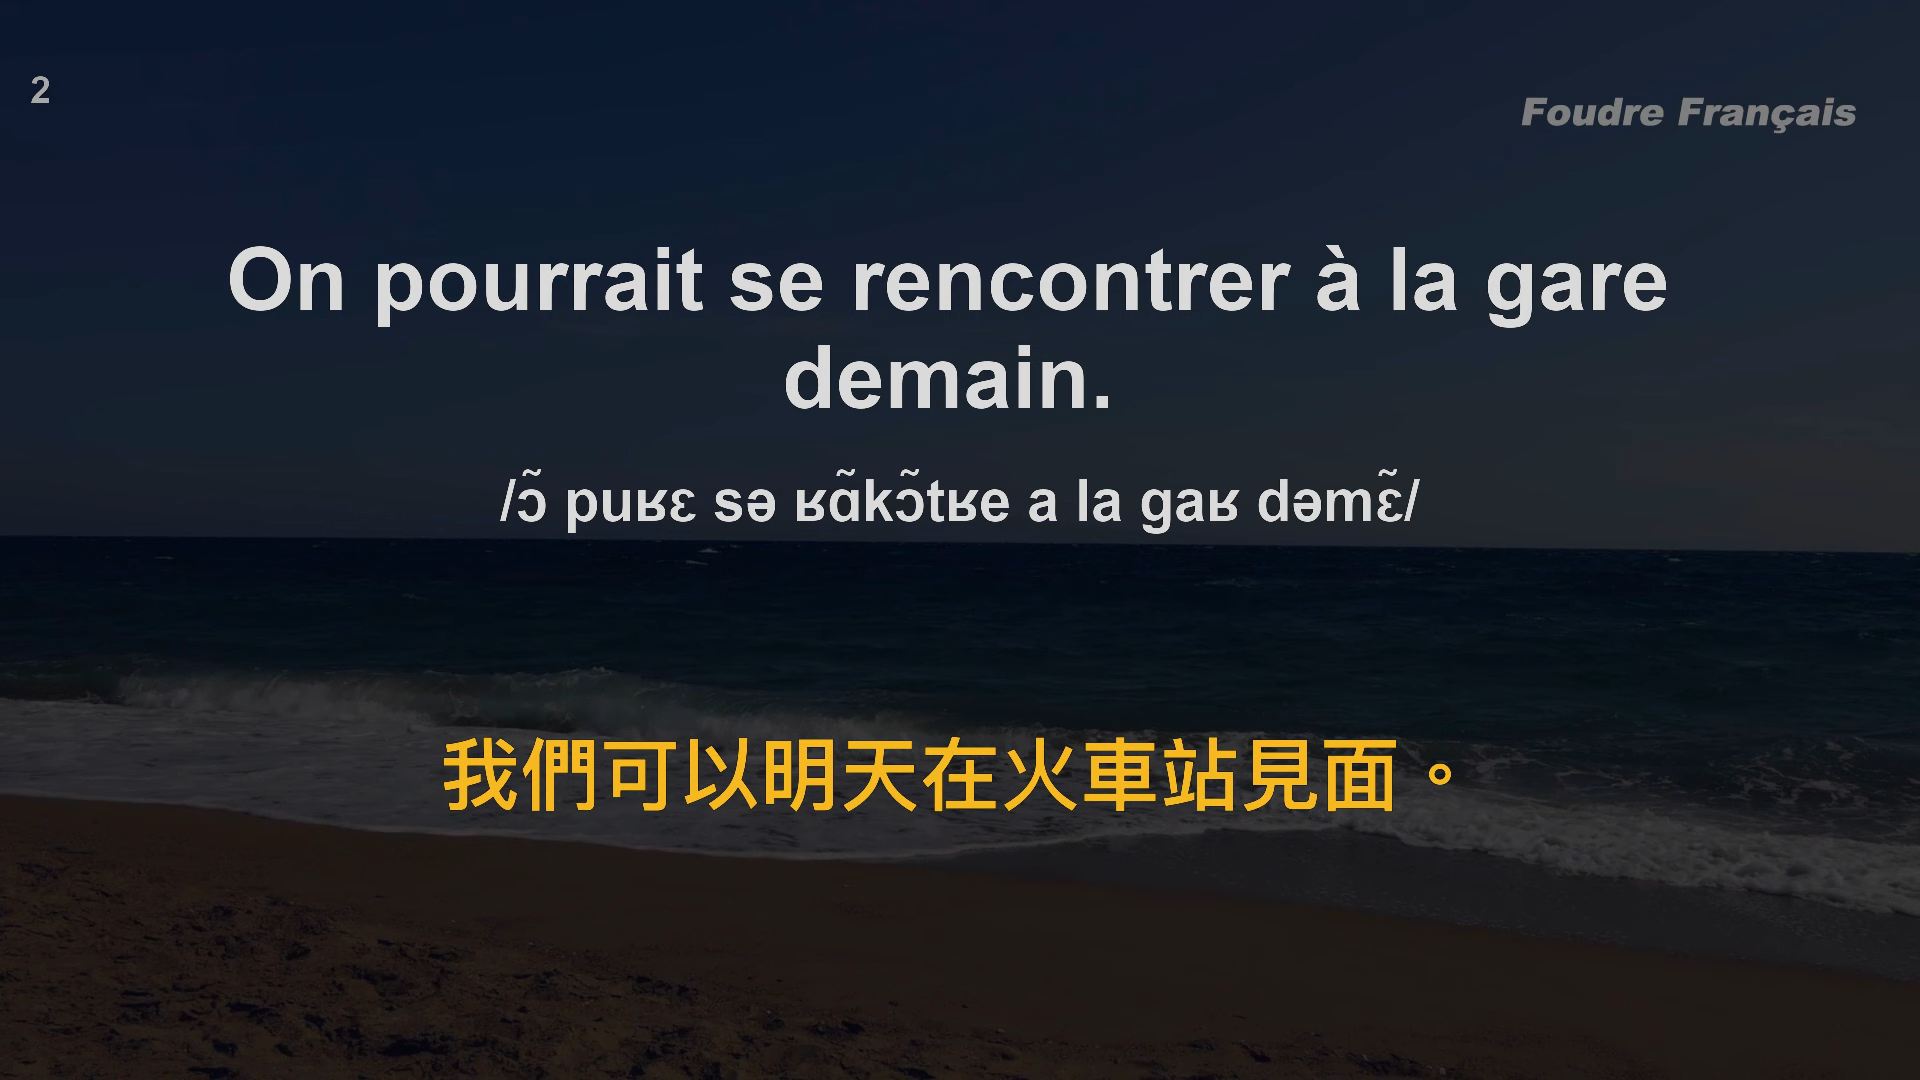 2
Foudre Français
On pourrait se rencontrer à la gare
demain.
/ɔ̃ puʁɛ sə ʁɑ̃kɔ̃tʁe a la gaʁ dəmɛ̃/
我們可以明天在火車站見面。